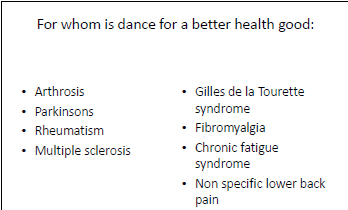 For whom is dance for a better health good:
• Arthrosis
• Parkinsons
• Rheumatism
• Multiple sclerosis
• Gilles de la Tourette
syndrome
• Fibromyalgia
• Chronic fatigue
syndrome
• Non specific lower back
pain